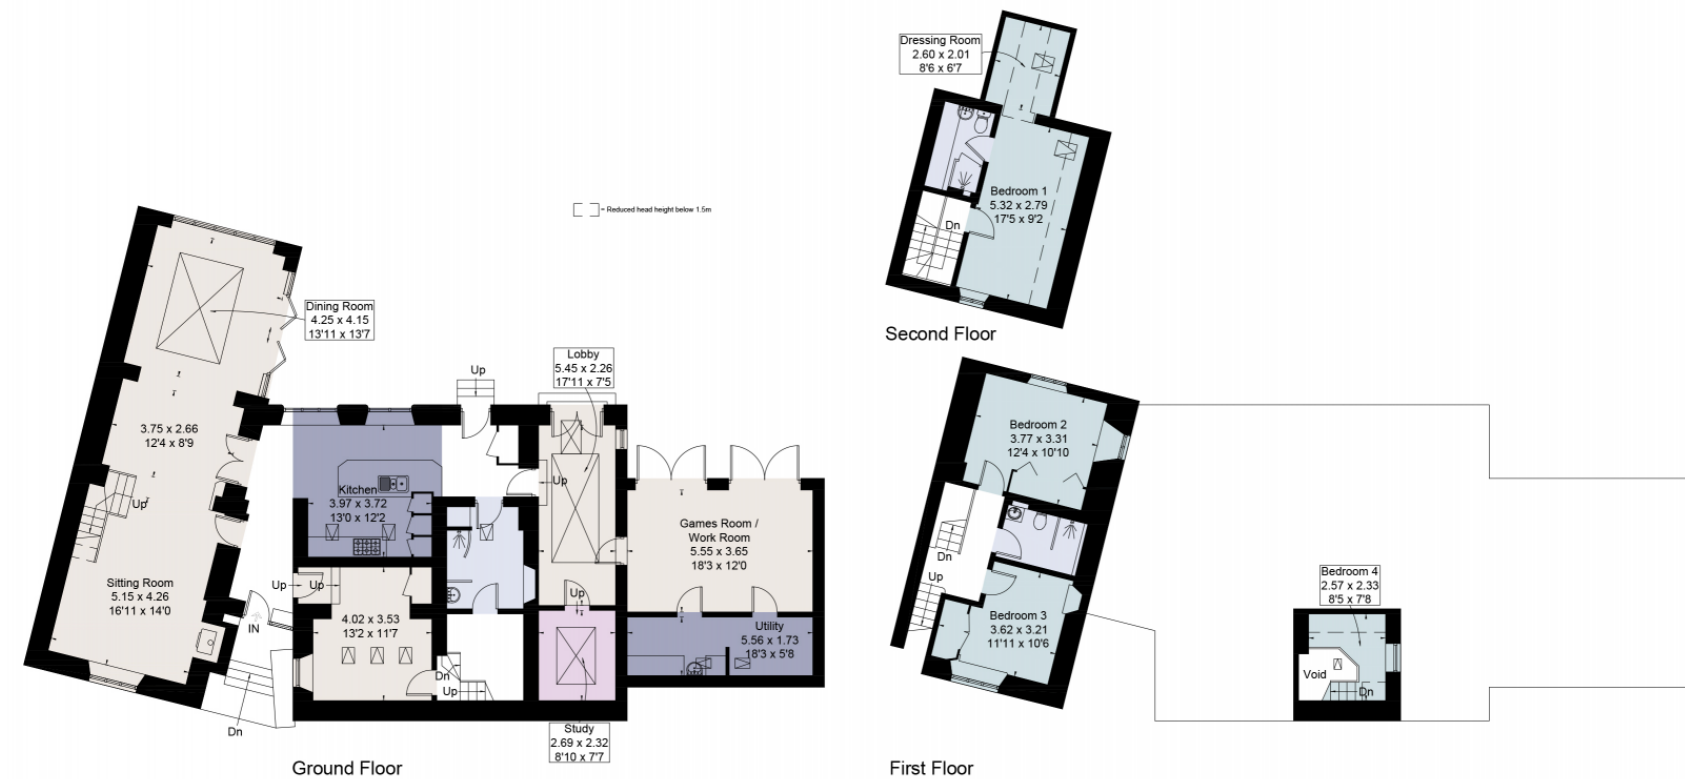 Dressing Room
2.60 x 2.01
8'6 x 6'7
Bedroom 1
5.32 x 2.79
17'5 x 9'2
Dn
Second Floor
= Reduced head height below 1.5m
Dining Room
4.25 x 4.15
13'11 x 13'7
Lobby
5.45 x 2.26
17'11 x 7'5
Up
3.75 x 2.66
12'4 x 8'9
Up
Kitchen
3.97 x 3.72
13'0 x 12'2
Up
Games Room /
Work Room
5.55 x 3.65
18'3 x 12'0
Sitting Room
5.15 x 4.26
16'11 x 14'0
Up
Up
IN
4.02 x 3.53
13'2 x 11'7
Up
Utility
5.56 x 1.73
18'3 x 5'8
Dn
Up
Dn
Study
2.69 x 2.32
8'10 x 7'7
Ground Floor
Bedroom 2
3.77 x 3.31
12'4 x 10'10
Dn
Up
Bedroom 3
3.62 x 3.21
11'11 x 10'6
Bedroom 4
2.57 x 2.33
8'5 x 7'8
Void
Dn
First Floor